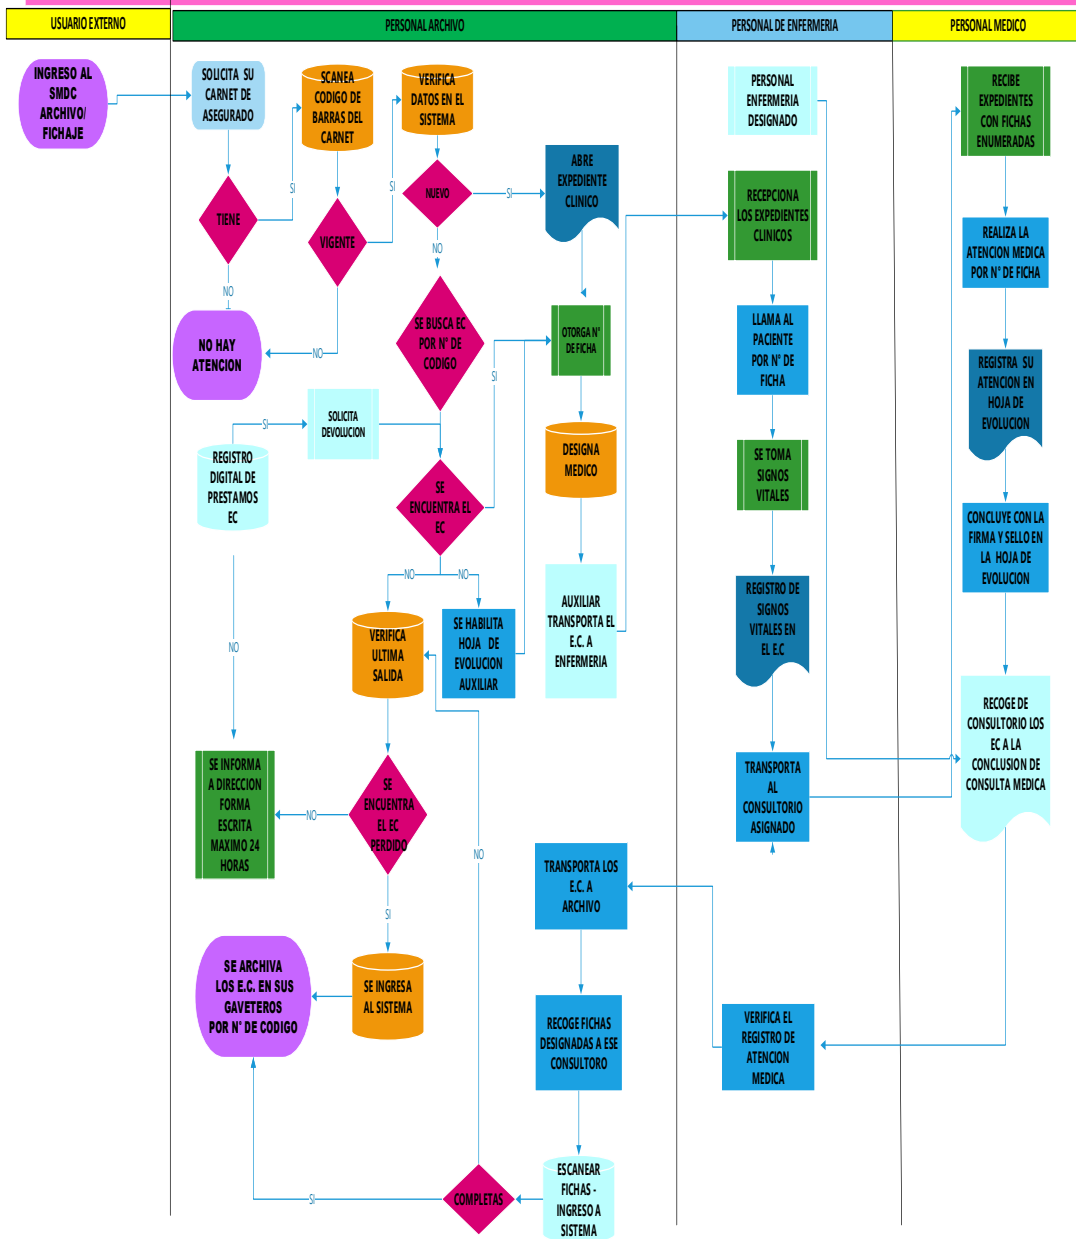 USUARIO EXTERNO
PERSONAL ARCHIVO
PERSONAL DE ENFERMERIA
PERSONAL MEDICO
INGRESO AL
SMDC
ARCHIVO/
FICHAJE
SOLICITA SU
CARNET DE
ASEGURADO
SCANEA
CODIGO DE
BARRAS DEL
CARNET
VERIFICA
DATOS EN EL
SISTEMA
TIENE
SI
NO
VIGENTE
SI
NO
NUEVO
SI
NO
ABRE
EXPEDIENTE
CLINICO
NO HAY
ATENCION
SE BUSCA EC
POR N° DE
CODIGO
OTORGA N°
DE FICHA
SOLICITA
DEVOLUCION
SI
REGISTRO
DIGITAL DE
PRESTAMOS
EC
NO
SE
ENCUENTRA EL
EC
SI
NO
NO
DESIGNA
MEDICO
AUXILIAR
TRANSPORTA EL
E.C. A
ENFERMERIA
VERIFICA
ULTIMA
SALIDA
SE HABILITA
HOJA DE
EVOLUCION
AUXILIAR
SE INFORMA
A DIRECCION
FORMA
ESCRITA
MAXIMO 24
HORAS
NO
SE
ENCUENTRA
EL EC
PERDIDO
SI
NO
SE ARCHIVA
LOS E.C. EN SUS
GAVETEROS
POR N° DE CODIGO
SE INGRESA
AL SISTEMA
TRANSPORTA LOS
E.C. A
ARCHIVO
RECOGE FICHAS
DESIGNADAS A ESE
CONSULTORO
ESCANEAR
FICHAS -
INGRESO A
SISTEMA
COMPLETAS
SI
PERSONAL
ENFERMERIA
DESIGNADO
RECEPCIONA
LOS EXPEDIENTES
CLINICOS
LLAMA AL
PACIENTE
POR N° DE
FICHA
SE TOMA
SIGNOS
VITALES
REGISTRO DE
SIGNOS
VITALES EN
EL E.C
TRANSPORTA
AL
CONSULTORIO
ASIGNADO
VERIFICA EL
REGISTRO DE
ATENCION
MEDICA
RECIBE
EXPEDIENTES
CON FICHAS
ENUMERADAS
REALIZA LA
ATENCION MEDICA
POR N° DE FICHA
REGISTRA SU
ATENCION EN
HOJA DE
EVOLUCION
CONCLUYE CON LA
FIRMA Y SELLO EN
LA HOJA DE
EVOLUCION
RECOGE DE
CONSULTORIO LOS
EC A LA
CONCLUSION DE
CONSULTA MEDICA